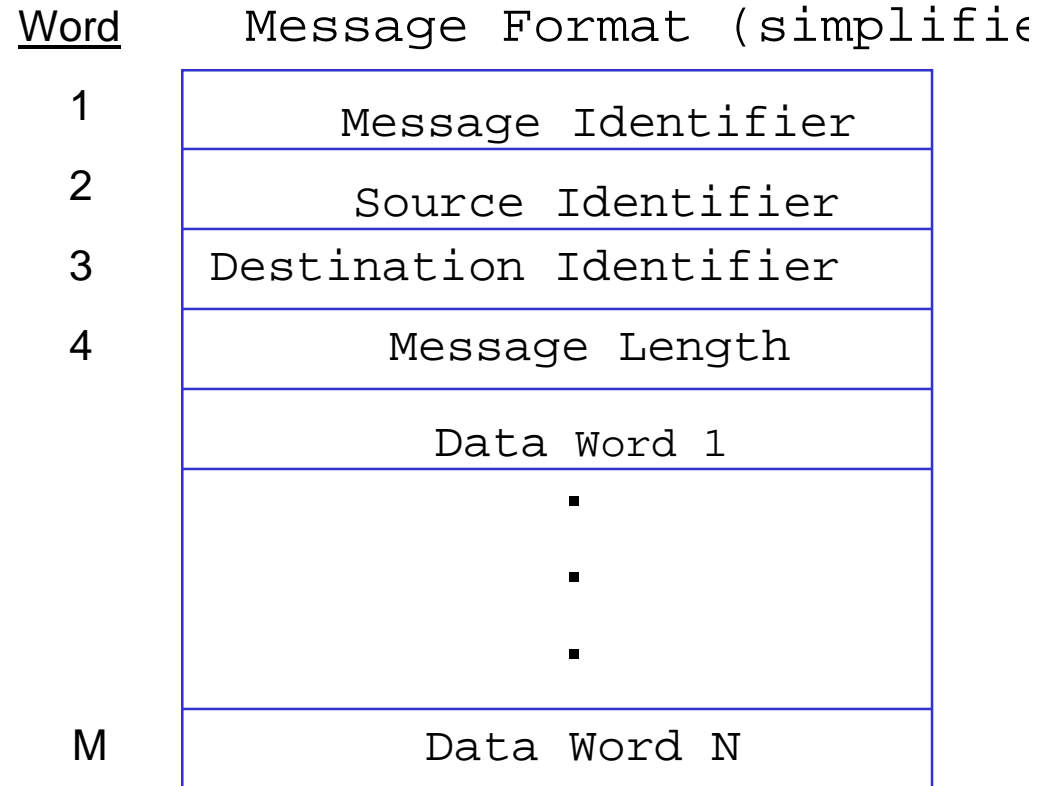 Word Message Format (simplifie
1 Message Identifier
2 Source Identifier
3 Destination Identifier
4 Message Length
Data Word 1
.
.
.
M Data Word N